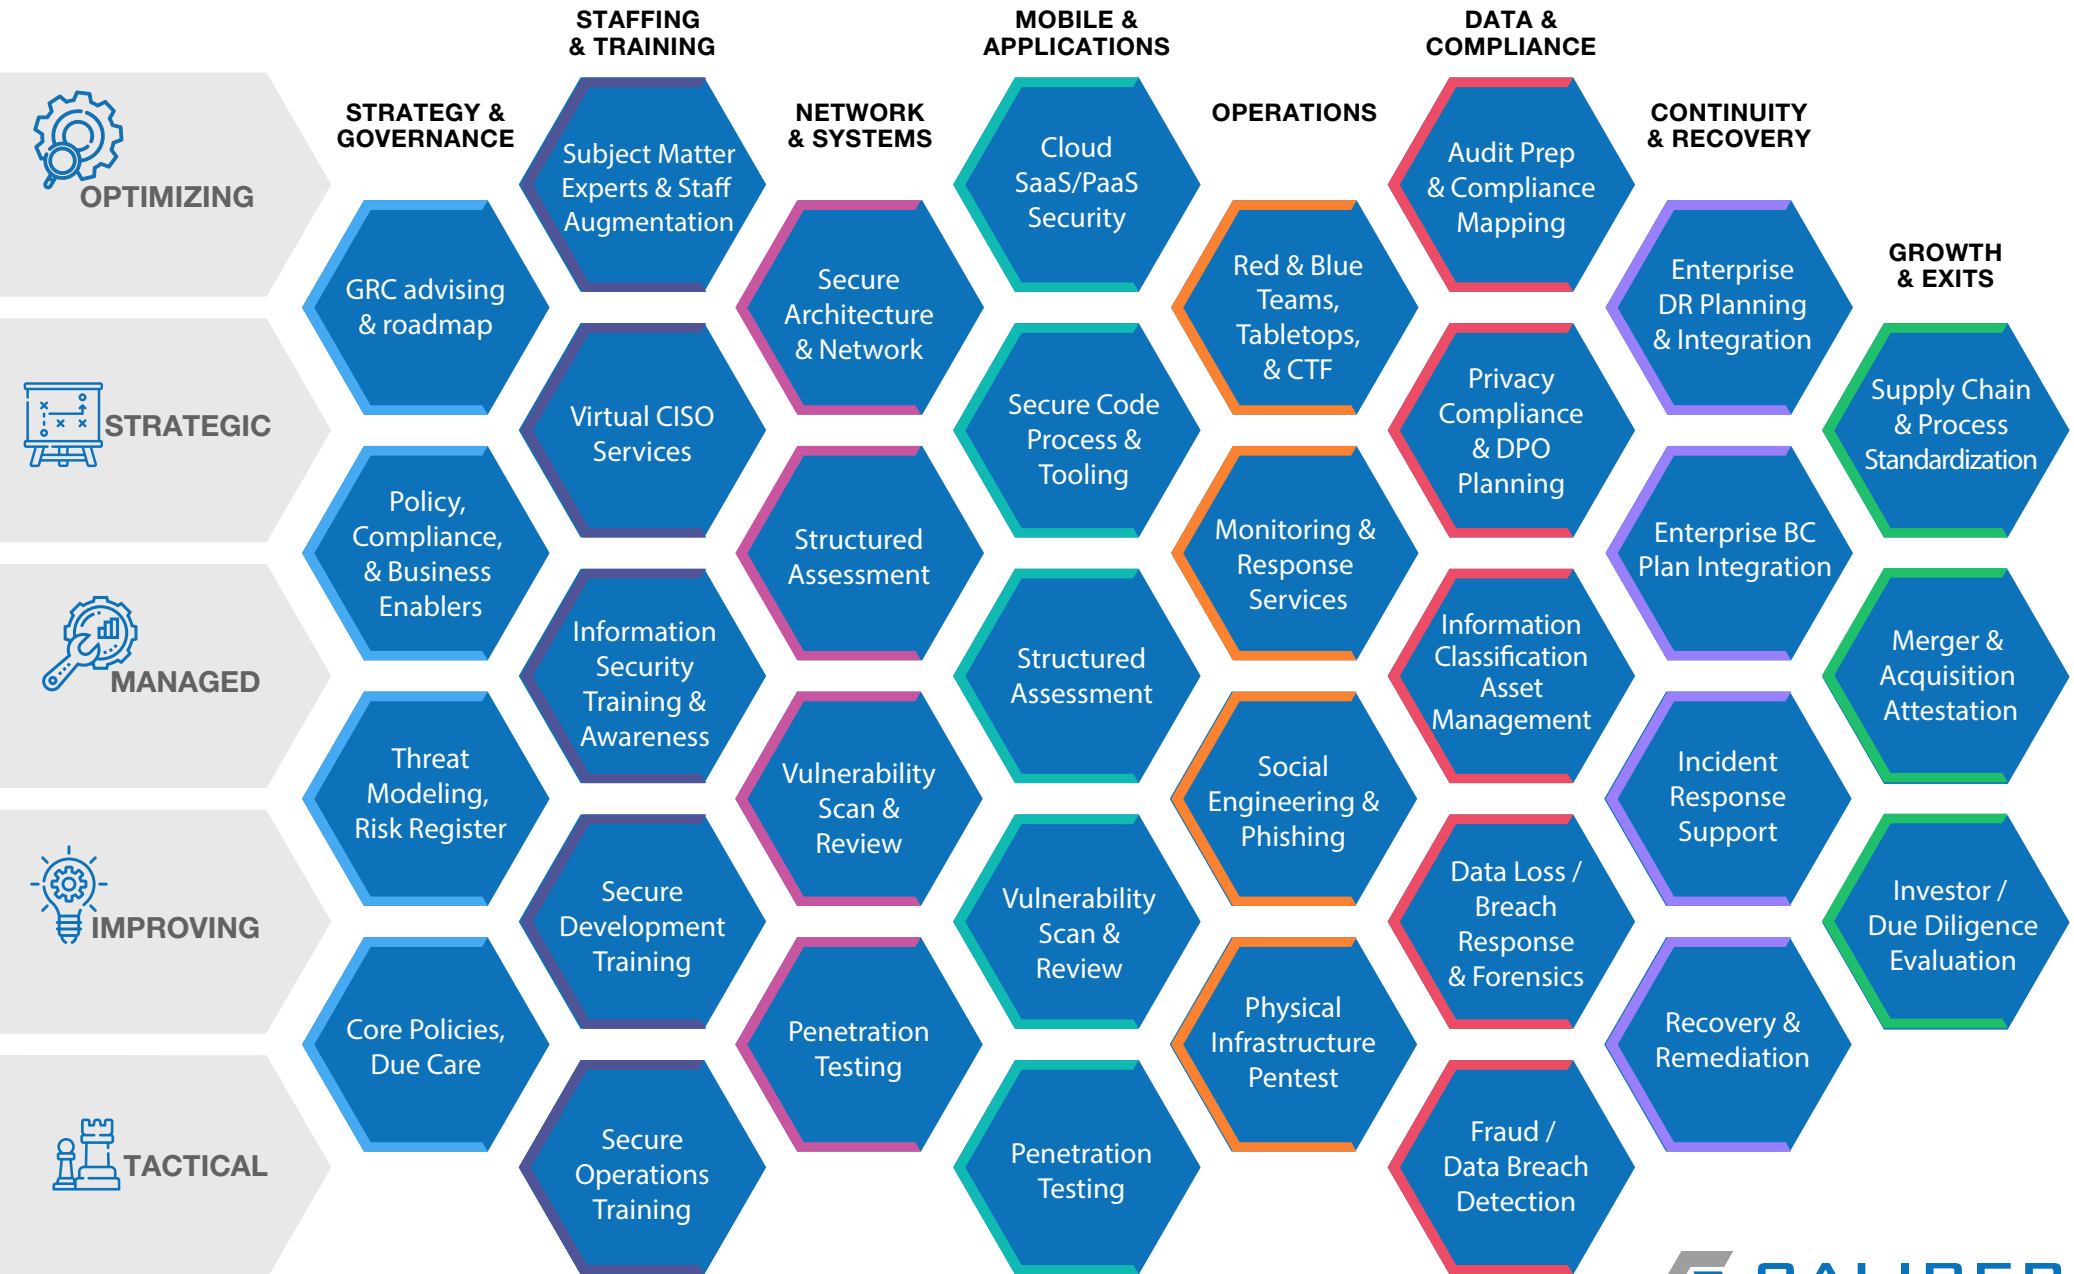 STAFFING
& TRAINING
MOBILE &
APPLICATIONS
DATA &
COMPLIANCE
STRATEGY &
GOVERNANCE
NETWORK
& SYSTEMS
OPERATIONS
CONTINUITY
& RECOVERY
GROWTH
& EXITS
OPTIMIZING
STRATEGIC
MANAGED
IMPROVING
TACTICAL
GRC advising
& roadmap
Policy,
Compliance,
& Business
Enablers
Threat
Modeling,
Risk Register
Core Policies,
Due Care
Subject Matter
Experts & Staff
Augmentation
Virtual CISO
Services
Information
Security
Training &
Awareness
Secure
Development
Training
Secure
Operations
Training
Secure
Architecture
& Network
Structured
Assessment
Vulnerability
Scan &
Review
Penetration
Testing
Cloud
SaaS/PaaS
Security
Secure Code
Process &
Tooling
Structured
Assessment
Vulnerability
Scan &
Review
Penetration
Testing
Red & Blue
Teams,
Tabletops,
& CTF
Monitoring &
Response
Services
Social
Engineering &
Phishing
Physical
Infrastructure
Pentest
Audit Prep
& Compliance
Mapping
Privacy
Compliance
& DPO
Planning
Information
Classification
Asset
Management
Data Loss /
Breach
Response
& Forensics
Fraud /
Data Breach
Detection
Enterprise
DR Planning
& Integration
Enterprise BC
Plan Integration
Incident
Response
Support
Recovery &
Remediation
Supply Chain
& Process
Standardization
Merger &
Acquisition
Attestation
Investor /
Due Diligence
Evaluation